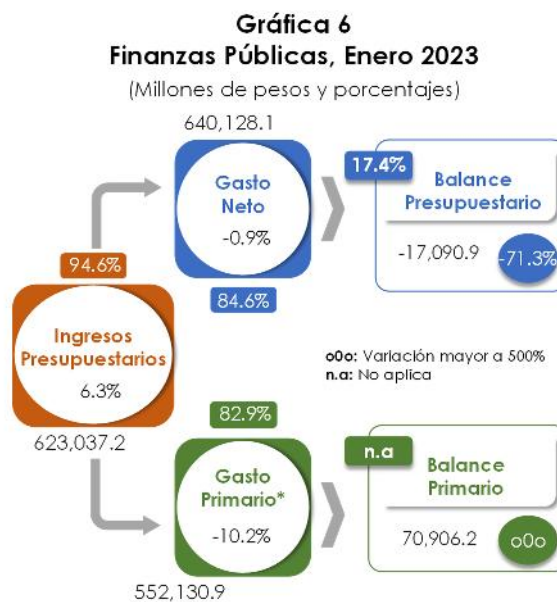 Gráfica 6
Finanzas Públicas, Enero 2023
(Millones de pesos y porcentajes)
640,128.1
Gasto
Neto
-0.9%
84.6%
17.4%
Balance
Presupuestario
-17,090.9
-71.3%
94.6%
Ingresos
Presupuestarios
6.3%
623,037.2
o0o: Variación mayor a 500%
n.a: No aplica
82.9%
Gasto
Primario*
-10.2%
552,130.9
n.a
Balance
Primario
70,906.2
o0o